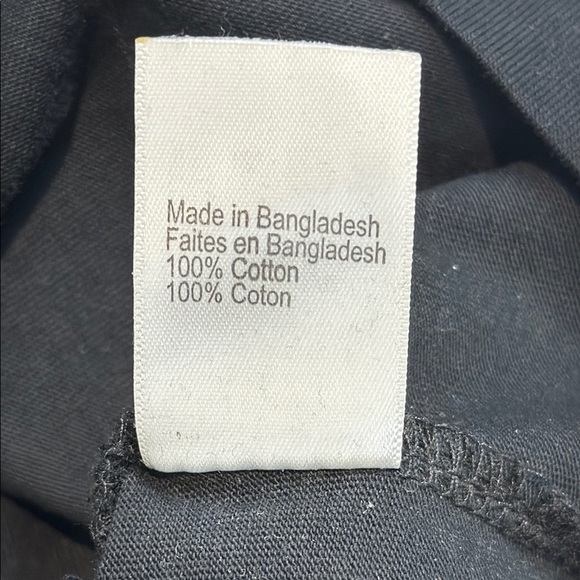 Made in Bangladesh
Faites en Bangladesh
100% Cotton
100% Coton